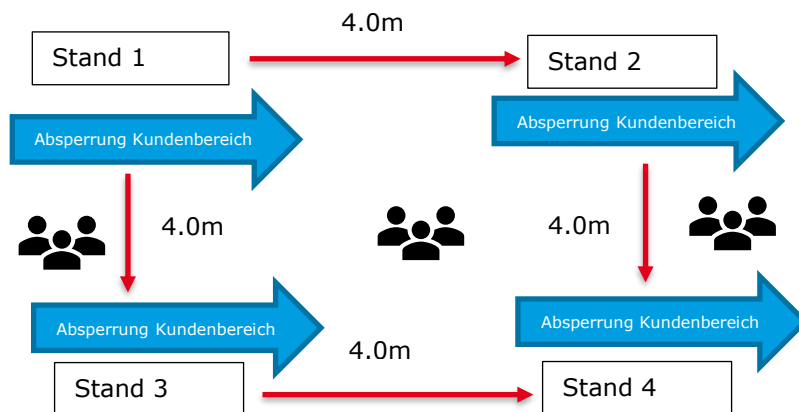 4.0m
Stand 1
Stand 2
Absperrung Kundenbereich
Absperrung Kundenbereich
4.0m
4.0m
Absperrung Kundenbereich
Absperrung Kundenbereich
4.0m
Stand 3
Stand 4